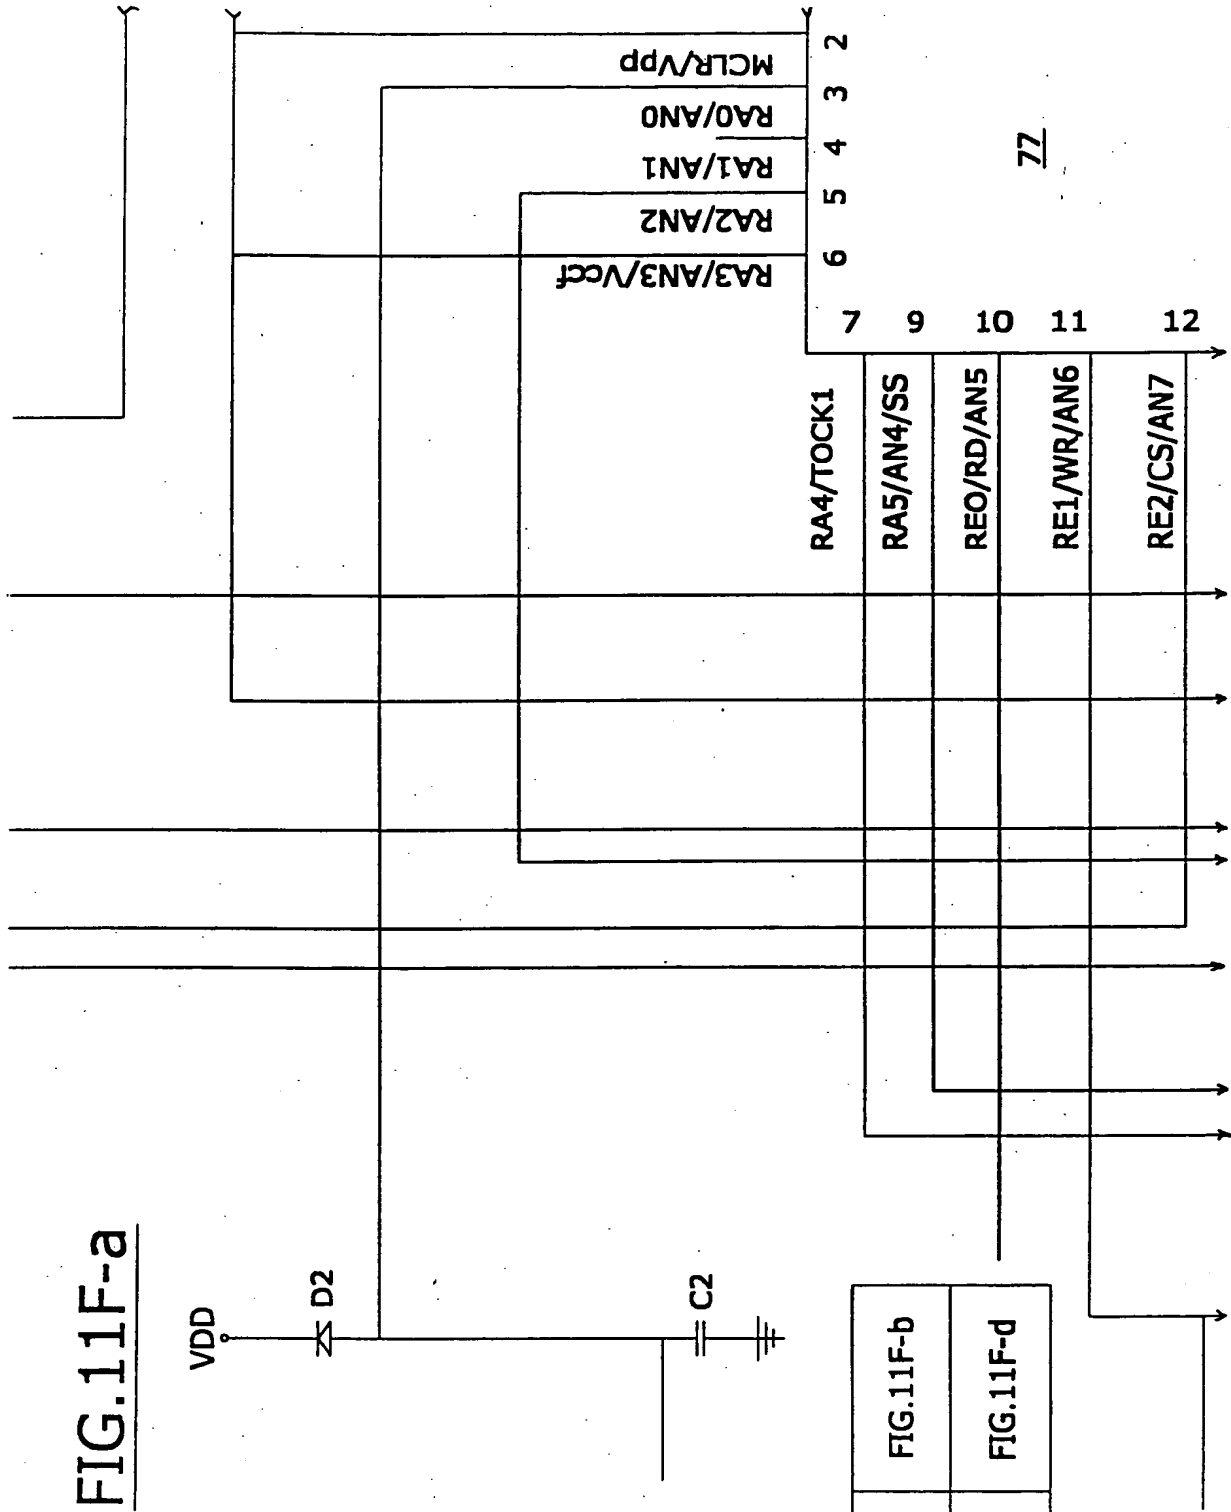 FIG.11F-a
VDD
D2
C2
FIG.11F-b
FIG.11F-d
2
MCLR/Vpp
3
RA0/AN0
4
RA1/AN1
5
RA2/AN2
6
RA3/AN3/Vccf
77
7
9
10
11
12
RA4/TOCK1
RA5/AN4/SS
REO/RD/AN5
RE1/WR/AN6
RE2/CS/AN7